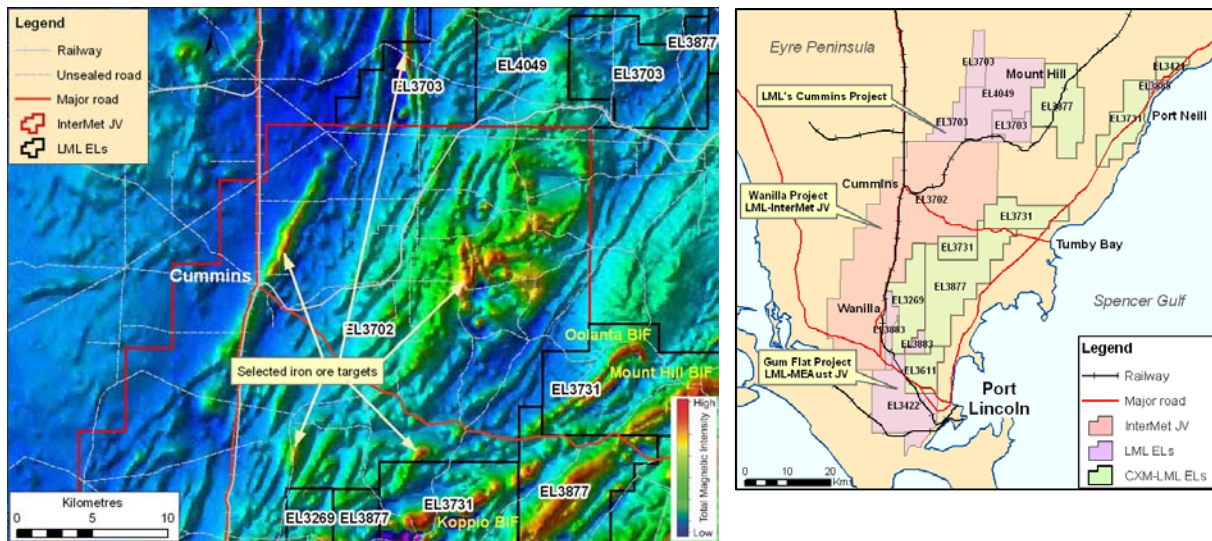 Legend
Railway
Unsealed road
Major road
InterMet JV
LML ELs
EL3703
EL4049
EL3877
EL3703
Cummins
EL3702
Selected iron ore targets
Oolanta BIF
Mount Hill BIF
EL3731
EL3877
EL3731
Koppio BIF
EL3269
EL3877
High
Total Magnetic Intensity
Low
Kilometres
0 5 10
Eyre Peninsula
EL3703
Mount Hill
EL4049
EL3877
EL3703
EL3703
LML's Cummins Project
EL3421
EL3888
EL3731
Port Neill
Cummins
EL3702
Wanilla Project
LML-InterMet JV
EL3731
EL3731
Tumby Bay
EL3877
Spencer Gulf
Wanilla
EL3269
EL3883
EL3883
EL3611
Gum Flat Project
LML-MEAust JV
EL3422
Port
Lincoln
Legend
Railway
Major road
InterMet JV
LML ELs
CXM-LML ELs
0 10 20
Kms